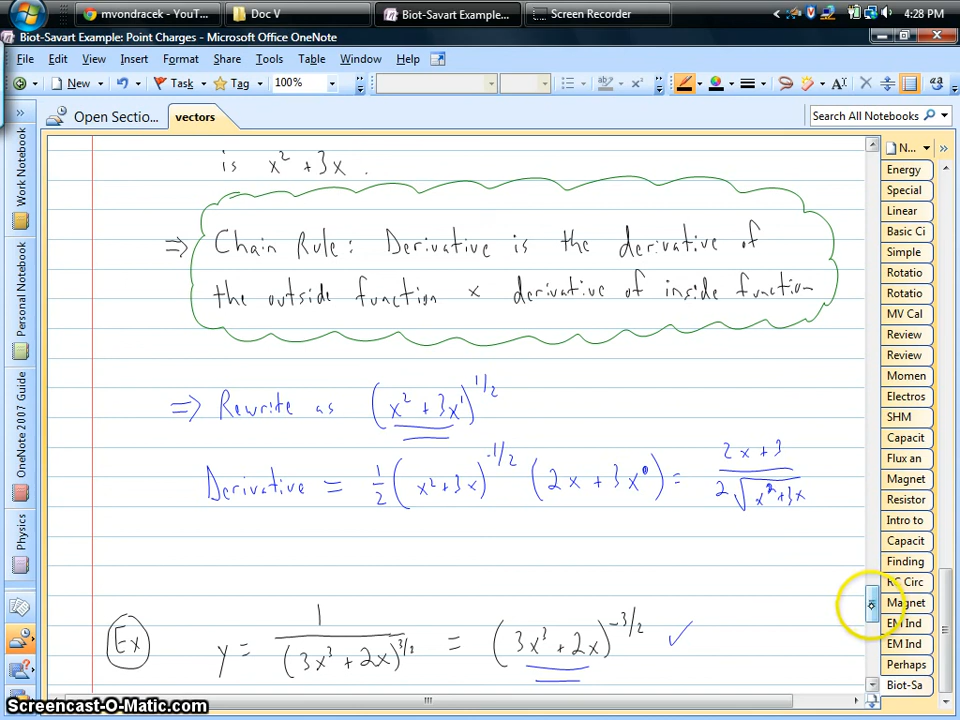 mvondracek - YouT...
Doc V
Biot-Savart Example...
Screen Recorder
4:28 PM
Biot-Savart Example: Point Charges - Microsoft Office OneNote
File Edit View Insert Format Share Tools Table Window Help
New Task Tag 100%
Open Sectio... vectors
Search All Notebooks
N...
Work Notebook
Personal Notebook
OneNote 2007 Guide
Physics
is x² + 3x .
⇒ Chain Rule: Derivative is the derivative of
the outside function × derivative of inside function
⇒ Rewrite as (x² + 3x¹)^1/2
Derivative = 1/2 (x²+3x)^-1/2 (2x + 3x⁰) = 2x+3 / 2√x²+3x
Ex y = 1 / (3x³ + 2x)^3/2 = (3x³ + 2x)^-3/2 ✓
Energy
Special
Linear
Basic Ci
Simple
Rotatio
Rotatio
MV Cal
Review
Review
Momen
Electros
SHM
Capacit
Flux an
Magnet
Resistor
Intro to
Capacit
Finding
RC Circ
Magnet
EM Ind
EM Ind
Perhaps
Biot-Sa
Screencast-O-Matic.com